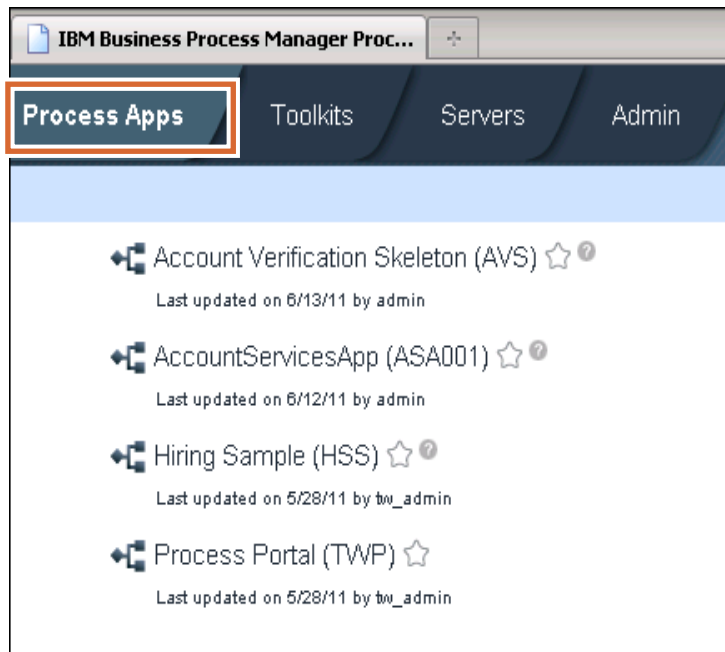 IBM Business Process Manager Proc...
Process Apps Toolkits Servers Admin
Account Verification Skeleton (AVS) ?
Last updated on 6/13/11 by admin
AccountServicesApp (ASA001) ?
Last updated on 6/12/11 by admin
Hiring Sample (HSS) ?
Last updated on 5/28/11 by tw_admin
Process Portal (TWP)
Last updated on 5/28/11 by tw_admin